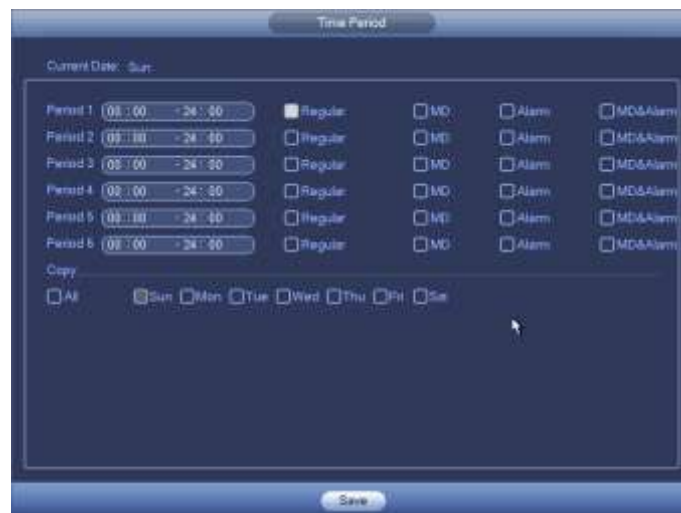 Time Period
Current Date: Sun
Period 1 00 : 00 - 24 : 00 Regular MD Alarm MD&Alarm
Period 2 00 : 00 - 24 : 00 Regular MD Alarm MD&Alarm
Period 3 00 : 00 - 24 : 00 Regular MD Alarm MD&Alarm
Period 4 00 : 00 - 24 : 00 Regular MD Alarm MD&Alarm
Period 5 00 : 00 - 24 : 00 Regular MD Alarm MD&Alarm
Period 6 00 : 00 - 24 : 00 Regular MD Alarm MD&Alarm
Copy
All Sun Mon Tue Wed Thu Fri Sat
Save